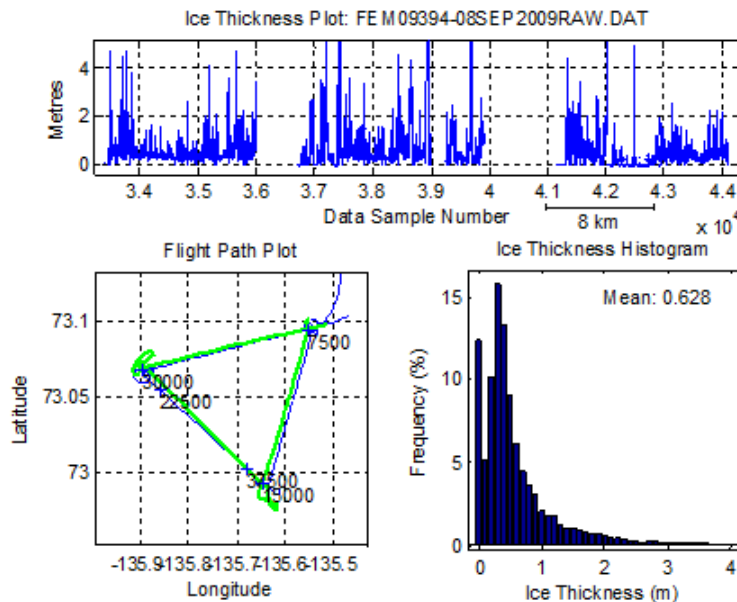 Ice Thickness Plot: FEM09394-08SEP2009RAW.DAT
Metres
4
2
0
3.4 3.5 3.6 3.7 3.8 3.9 4 4.1 4.2 4.3 4.4
Data Sample Number
8 km
x 10
Flight Path Plot
Latitude
73.1
73.05
73
7500
30000
22500
37500
15000
-135.9 -135.8 -135.7 -135.6 -135.5
Longitude
Ice Thickness Histogram
Mean: 0.628
Frequency (%)
15
10
5
0
0 1 2 3 4
Ice Thickness (m)